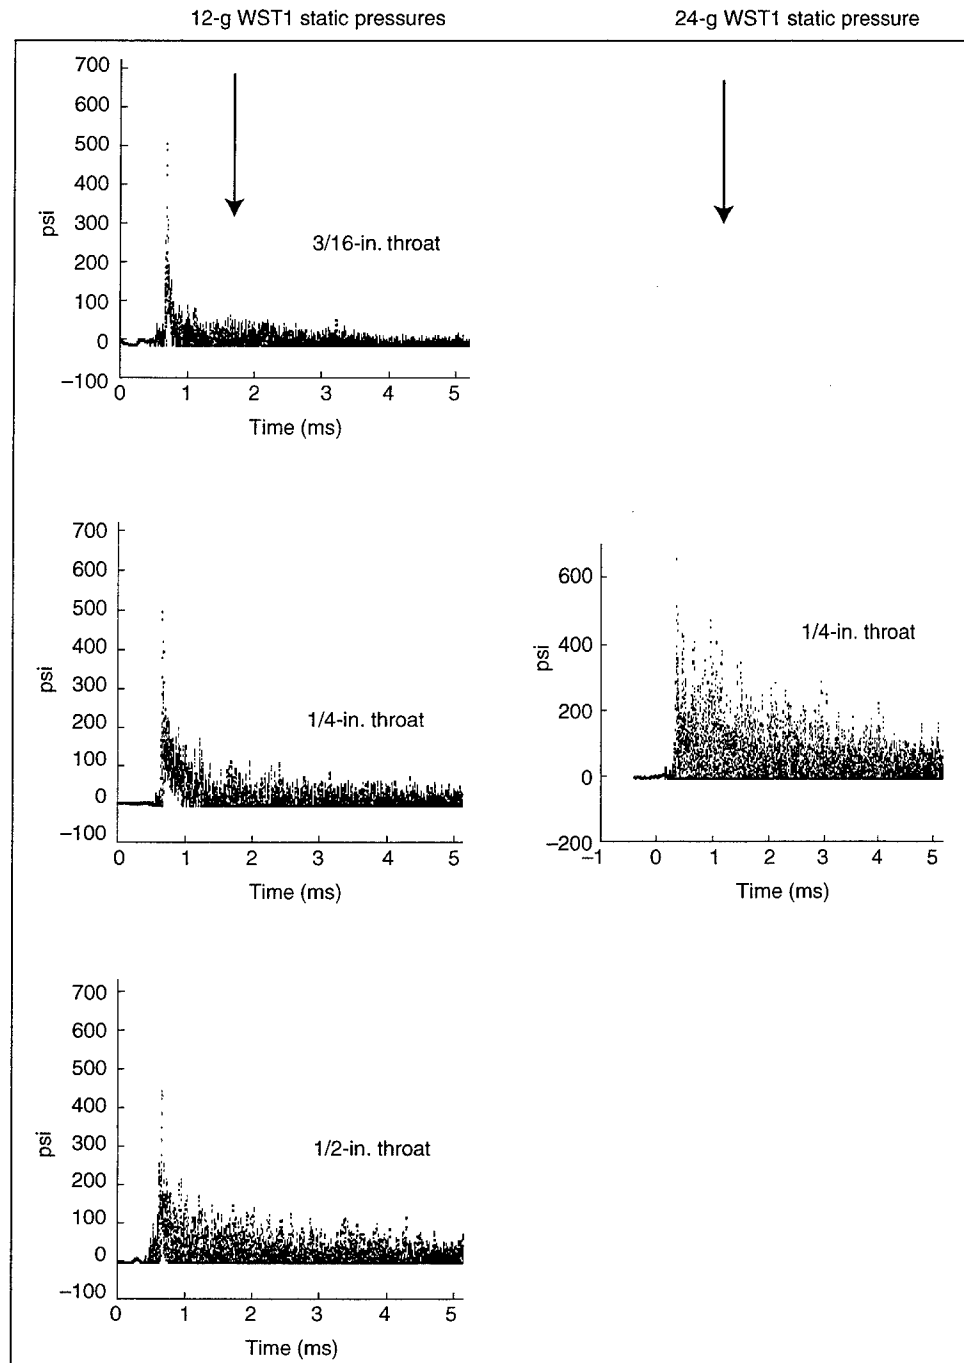 12-g WST1 static pressures
24-g WST1 static pressure
700
600
500
400
300
200
100
0
−100
psi
3/16-in. throat
0 1 2 3 4 5
Time (ms)
700
600
500
400
300
200
100
0
−100
psi
1/4-in. throat
0 1 2 3 4 5
Time (ms)
600
400
200
0
−200
psi
1/4-in. throat
−1 0 1 2 3 4 5
Time (ms)
700
600
500
400
300
200
100
0
−100
psi
1/2-in. throat
0 1 2 3 4 5
Time (ms)